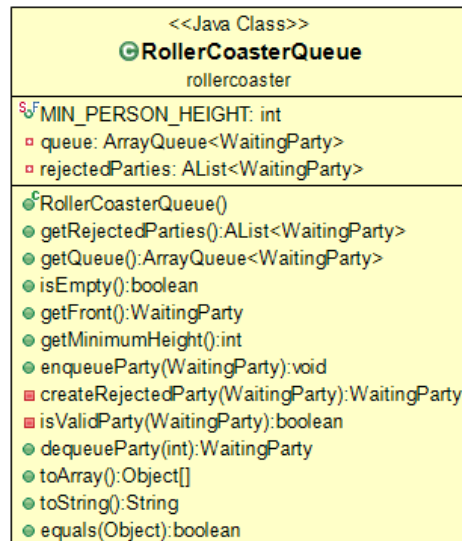 <<Java Class>>
RollerCoasterQueue
rollercoaster
MIN_PERSON_HEIGHT: int
queue: ArrayQueue<WaitingParty>
rejectedParties: AList<WaitingParty>
RollerCoasterQueue()
getRejectedParties():AList<WaitingParty>
getQueue():ArrayQueue<WaitingParty>
isEmpty():boolean
getFront():WaitingParty
getMinimumHeight():int
enqueueParty(WaitingParty):void
createRejectedParty(WaitingParty):WaitingParty
isValidParty(WaitingParty):boolean
dequeueParty(int):WaitingParty
toArray():Object[]
toString():String
equals(Object):boolean